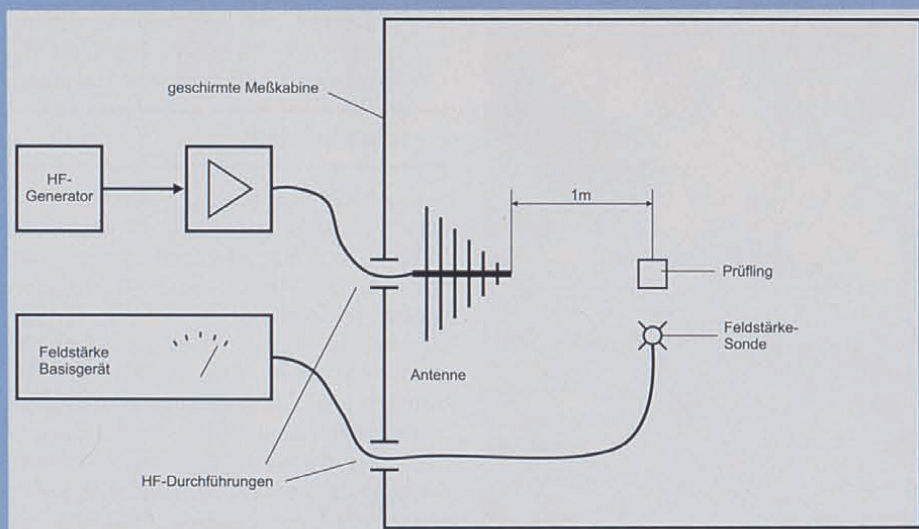 geschirmte Meßkabine
HF-
Generator
1m
Prüfling
Feldstärke-
Sonde
Feldstärke
Basisgerät
Antenne
HF-Durchführungen